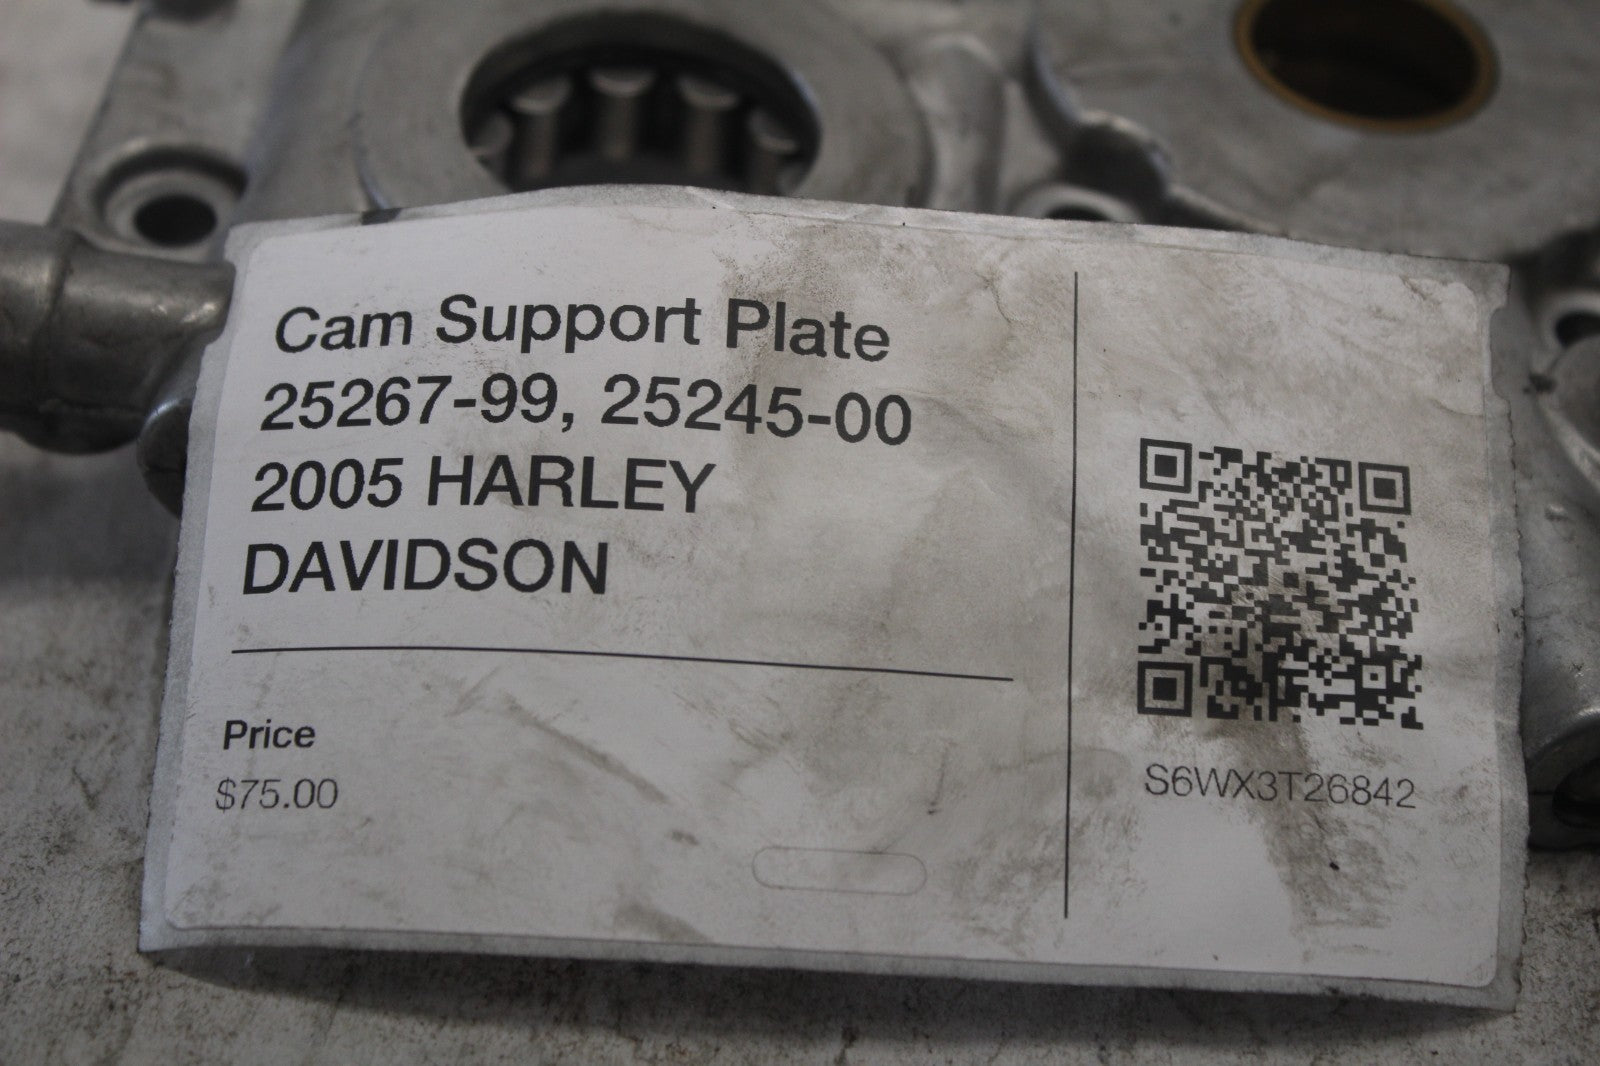 Cam Support Plate
25267-99, 25245-00
2005 HARLEY
DAVIDSON
Price
$75.00
S6WX3T26842